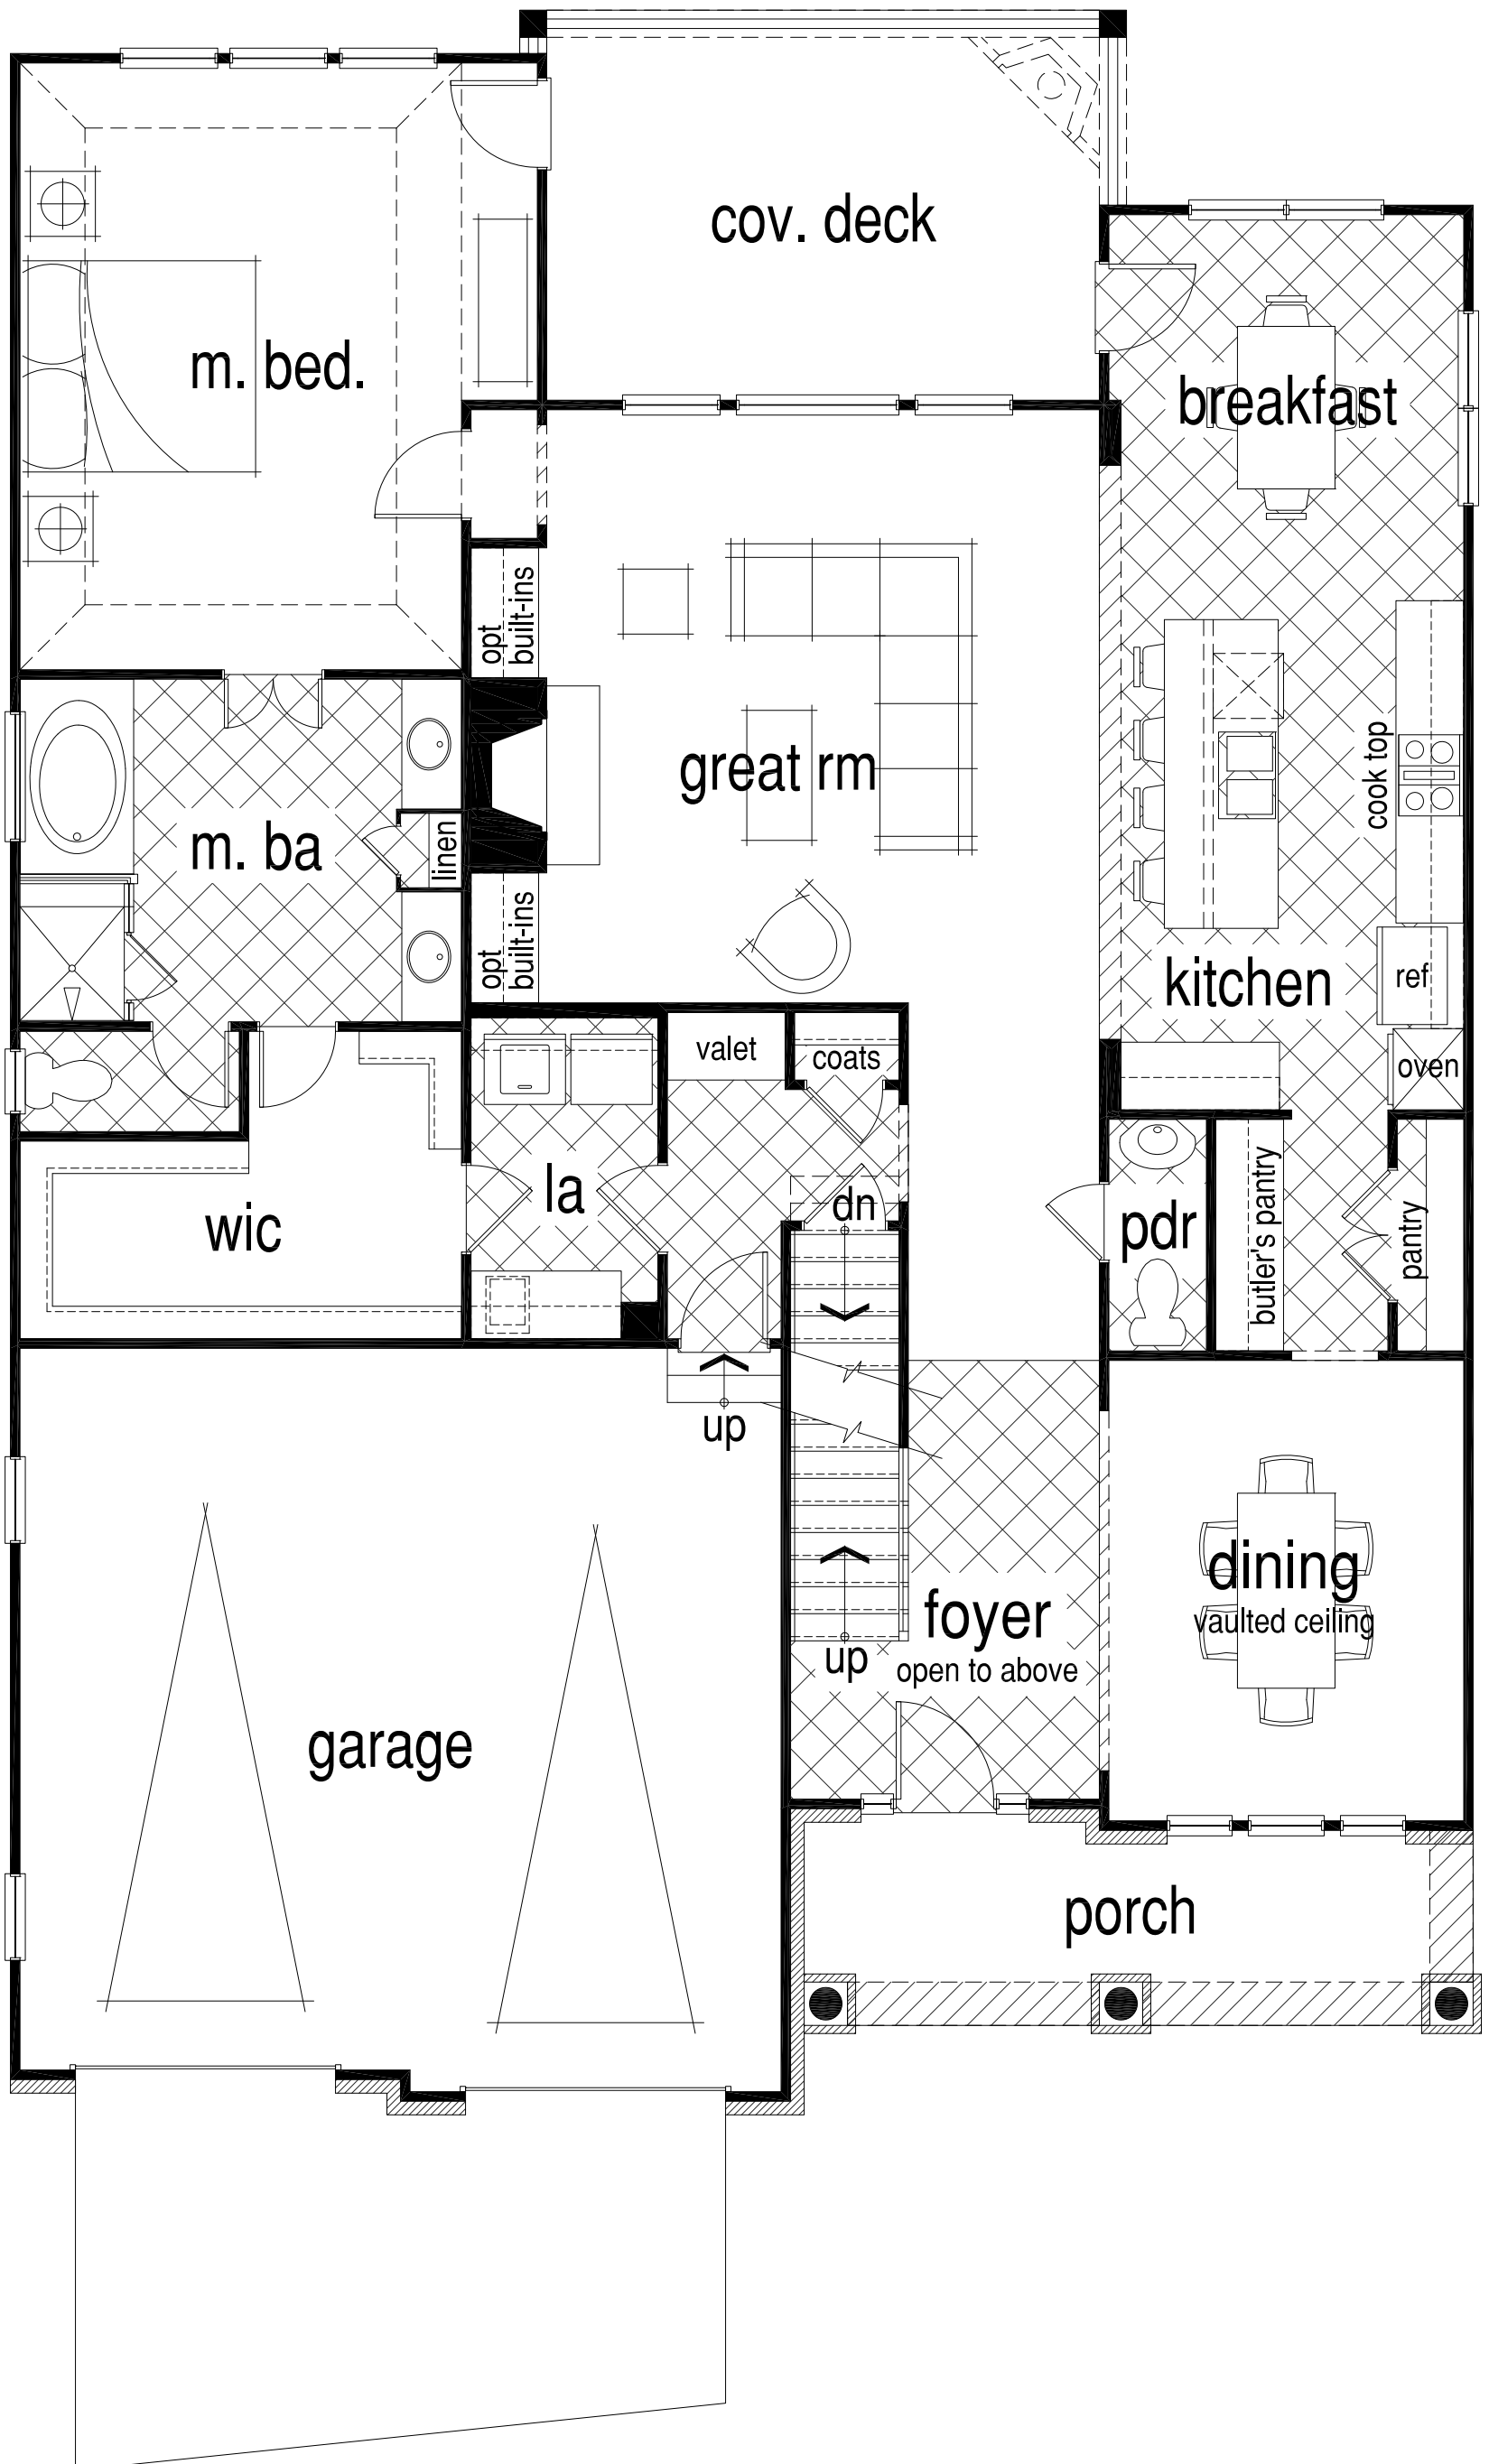 cov. deck
m. bed.
breakfast
opt
built-ins
great rm
cook top
m. ba
linen
opt
built-ins
kitchen
ref
valet
coats
oven
la
dn
wic
pdr
butler's pantry
pantry
up
dining
vaulted ceiling
foyer
up
open to above
garage
porch